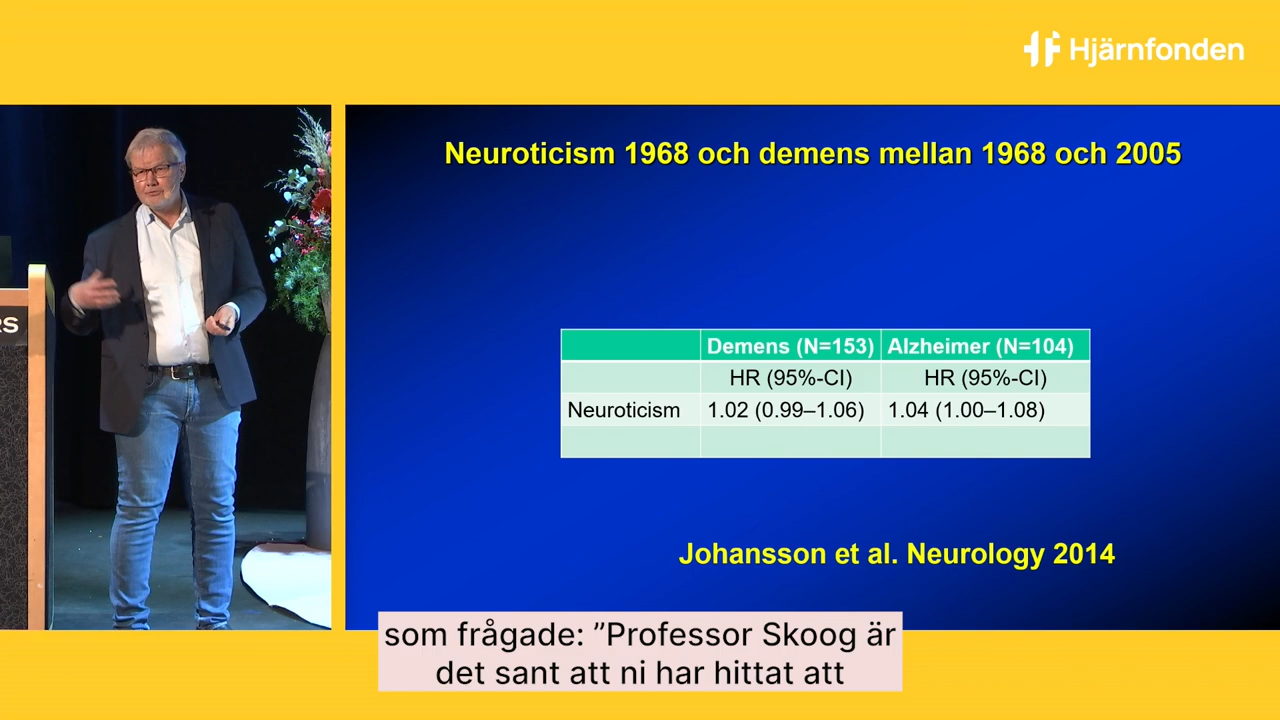 Hjärnfonden
RS
Neuroticism 1968 och demens mellan 1968 och 2005
Demens (N=153) Alzheimer (N=104)
HR (95%-CI) HR (95%-CI)
Neuroticism 1.02 (0.99–1.06) 1.04 (1.00–1.08)
Johansson et al. Neurology 2014
som frågade: ”Professor Skoog är
det sant att ni har hittat att